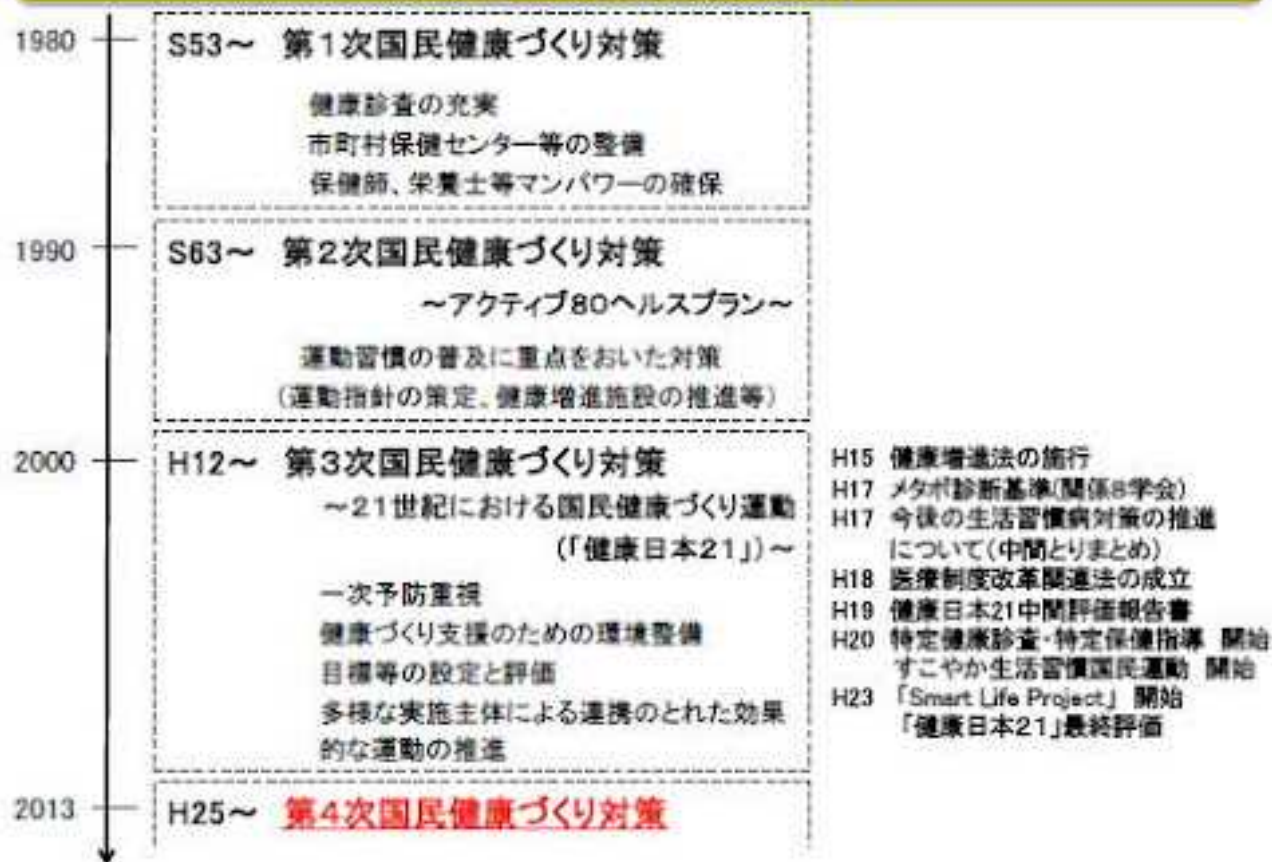 1980
S53～ 第1次国民健康づくり対策
健康診査の充実
市町村保健センター等の整備
保健師、栄養士等マンパワーの確保
1990
S63～ 第2次国民健康づくり対策
～アクティブ80ヘルスプラン～
運動習慣の普及に重点をおいた対策
（運動指針の策定、健康増進施設の推進等）
2000
H12～ 第3次国民健康づくり対策
～21世紀における国民健康づくり運動
（「健康日本21」）～
一次予防重視
健康づくり支援のための環境整備
目標等の設定と評価
多様な実施主体による連携のとれた効果
的な運動の推進
H15 健康増進法の施行
H17 メタボ診断基準(関係8学会)
H17 今後の生活習慣病対策の推進
について(中間とりまとめ)
H18 医療制度改革関連法の成立
H19 健康日本21中間評価報告書
H20 特定健康診査・特定保健指導 開始
すこやか生活習慣国民運動 開始
H23 「Smart Life Project」 開始
「健康日本21」最終評価
2013
H25～ 第4次国民健康づくり対策